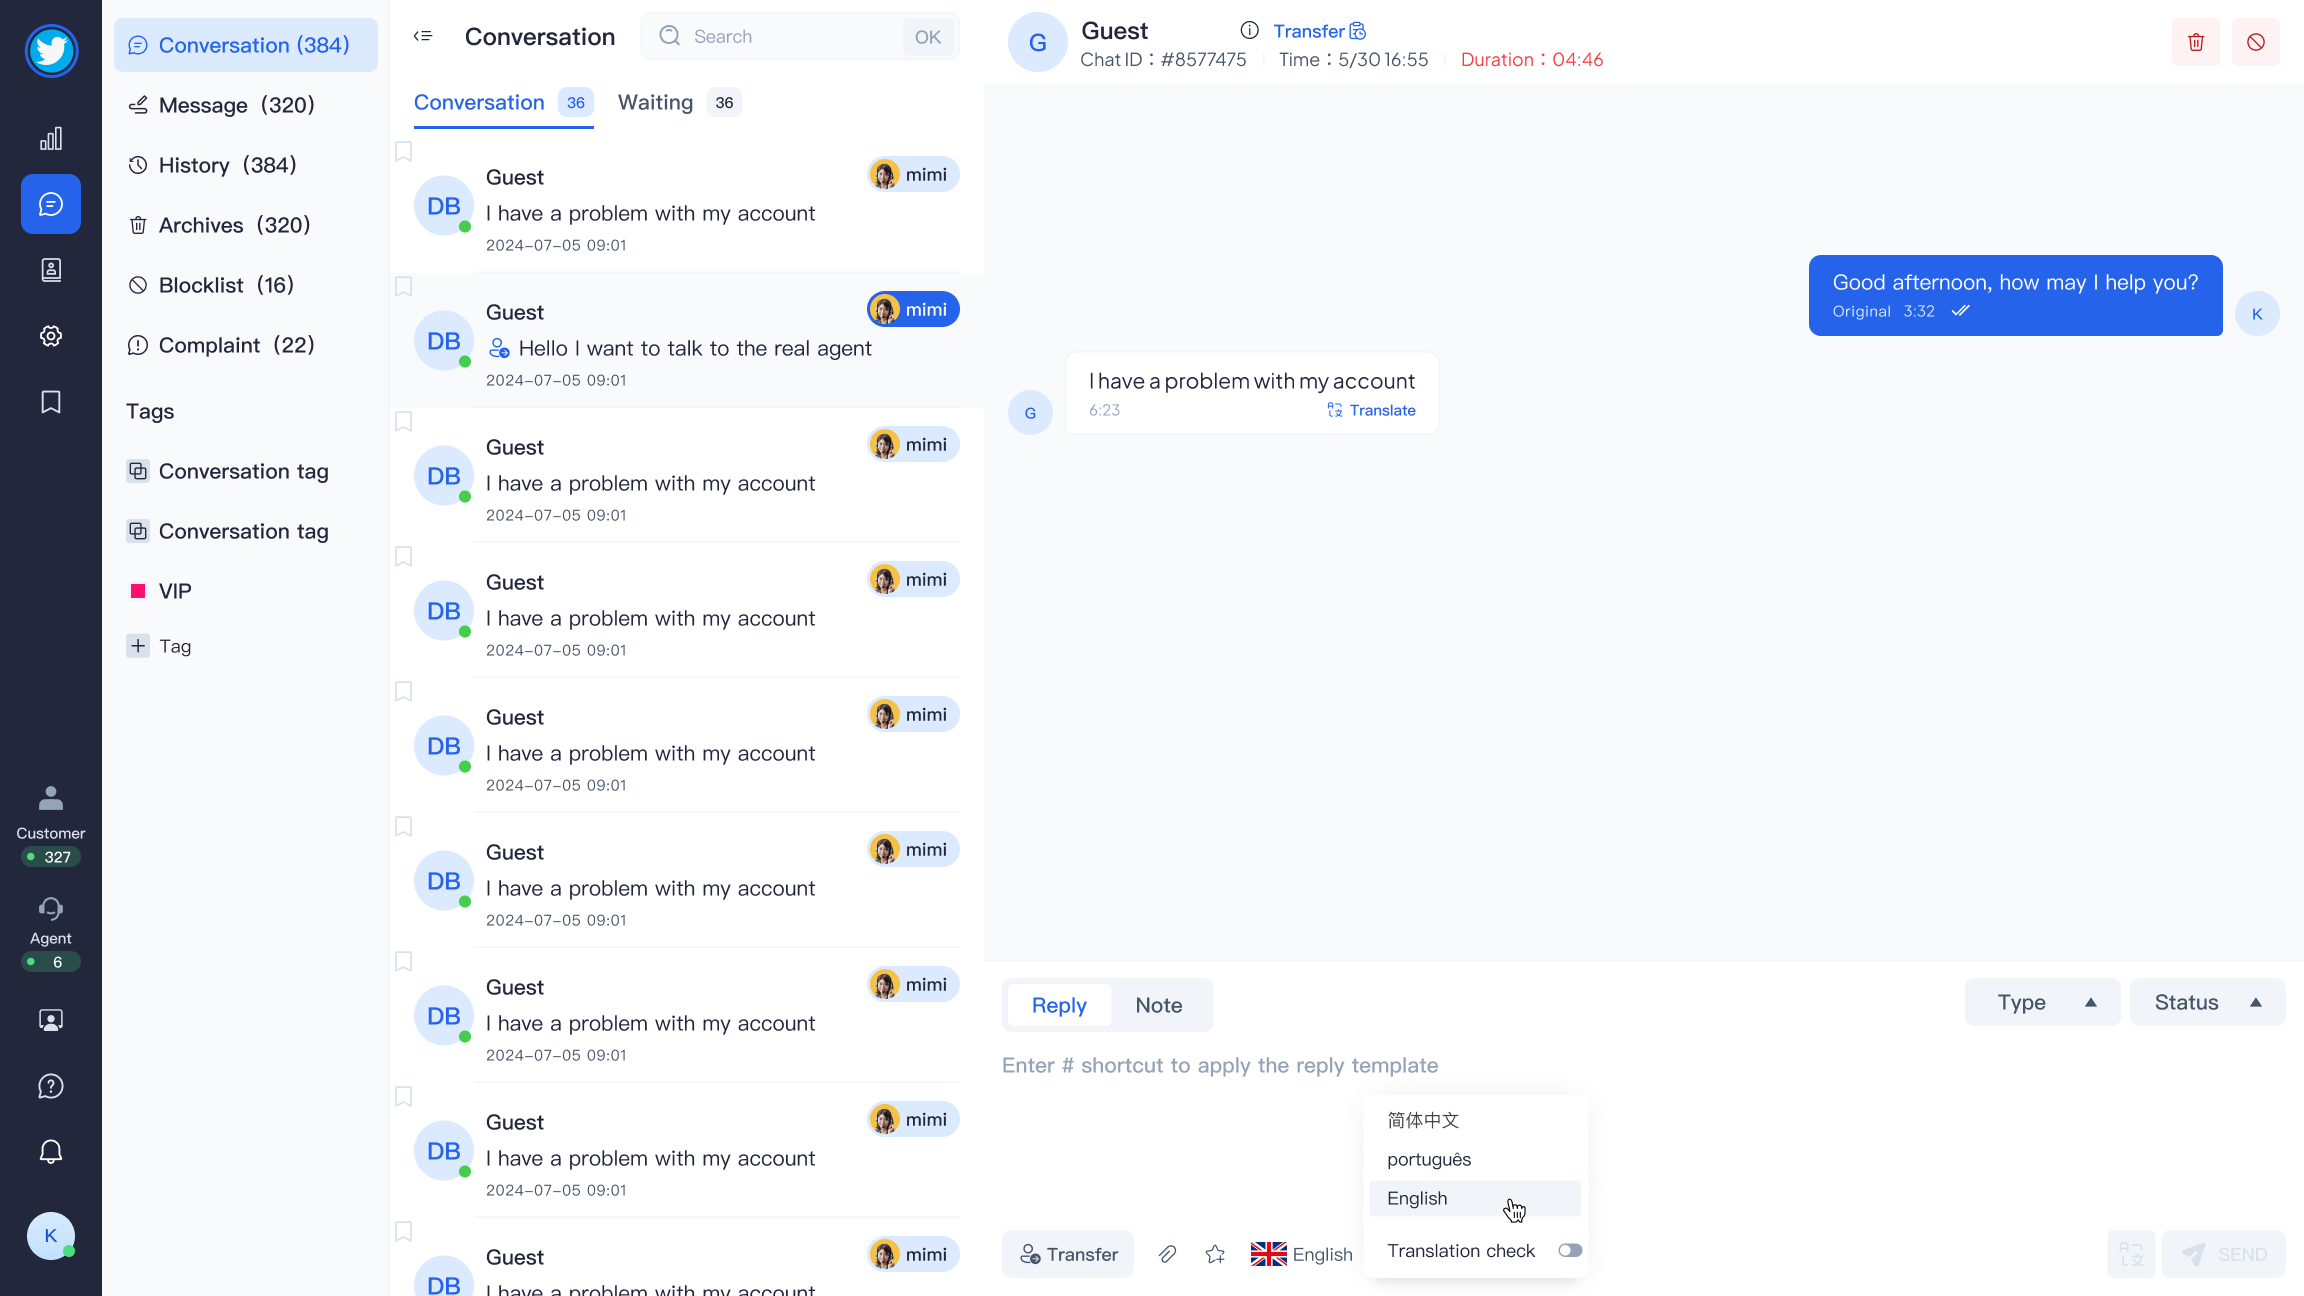 Conversation (384)
Message (320)
History (384)
Archives (320)
Blocklist (16)
Complaint (22)
Tags
Conversation tag
Conversation tag
VIP
Tag
Customer
327
Agent
6
K
Conversation
Search
OK
Conversation 36
Waiting 36
DB
Guest
mimi
I have a problem with my account
2024-07-05 09:01
DB
Guest
mimi
Hello I want to talk to the real agent
2024-07-05 09:01
DB
Guest
mimi
I have a problem with my account
2024-07-05 09:01
DB
Guest
mimi
I have a problem with my account
2024-07-05 09:01
DB
Guest
mimi
I have a problem with my account
2024-07-05 09:01
DB
Guest
mimi
I have a problem with my account
2024-07-05 09:01
DB
Guest
mimi
I have a problem with my account
2024-07-05 09:01
DB
Guest
mimi
I have a problem with my account
2024-07-05 09:01
DB
Guest
mimi
I have a problem with my account
G
Guest
Transfer
Chat ID：#8577475
Time：5/30 16:55
Duration：04:46
Good afternoon, how may I help you?
Original 3:32
K
G
I have a problem with my account
6:23
Translate
Reply
Note
Type
Status
Enter # shortcut to apply the reply template
简体中文
português
English
Translation check
Transfer
English
SEND